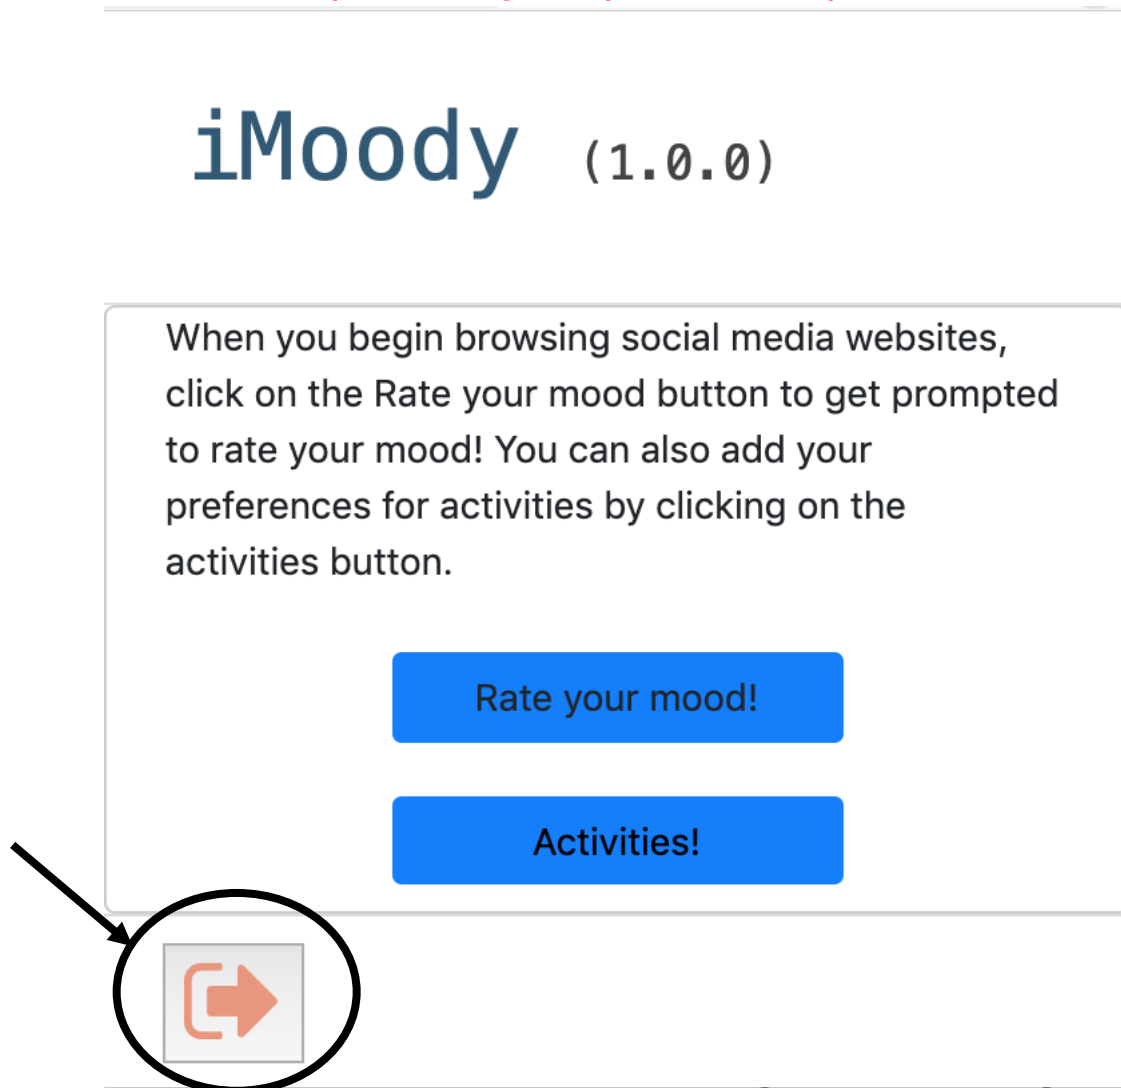 iMoody (1.0.0)
When you begin browsing social media websites,
click on the Rate your mood button to get prompted
to rate your mood! You can also add your
preferences for activities by clicking on the
activities button.
Rate your mood!
Activities!